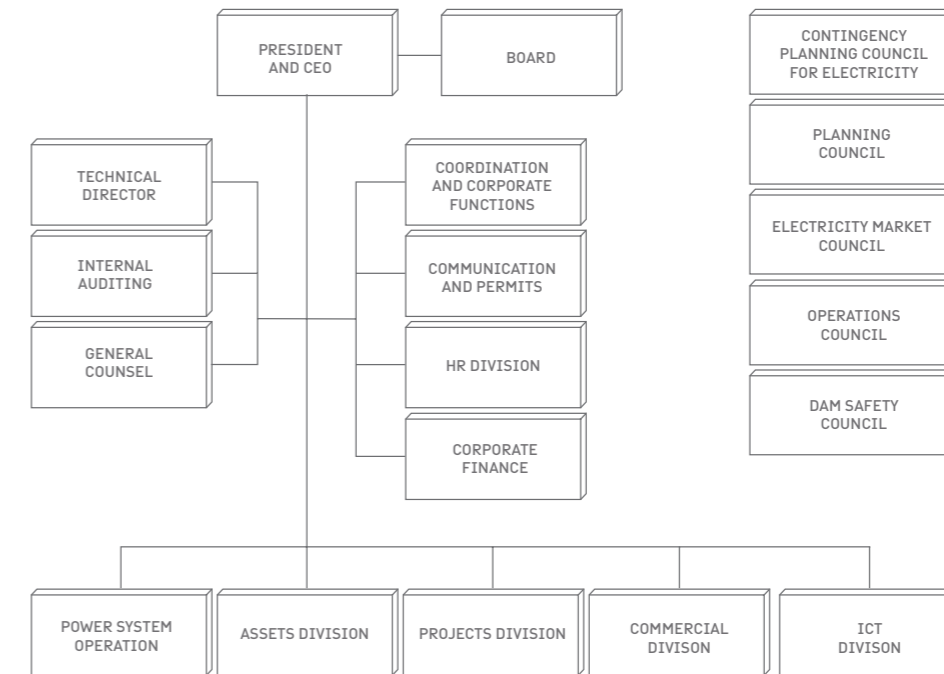 PRESIDENT
AND CEO
BOARD
CONTINGENCY
PLANNING COUNCIL
FOR ELECTRICITY
PLANNING
COUNCIL
ELECTRICITY MARKET
COUNCIL
OPERATIONS
COUNCIL
DAM SAFETY
COUNCIL
TECHNICAL
DIRECTOR
INTERNAL
AUDITING
GENERAL
COUNSEL
COORDINATION
AND CORPORATE
FUNCTIONS
COMMUNICATION
AND PERMITS
HR DIVISION
CORPORATE
FINANCE
POWER SYSTEM
OPERATION
ASSETS DIVISION
PROJECTS DIVISION
COMMERCIAL
DIVISON
ICT
DIVISON